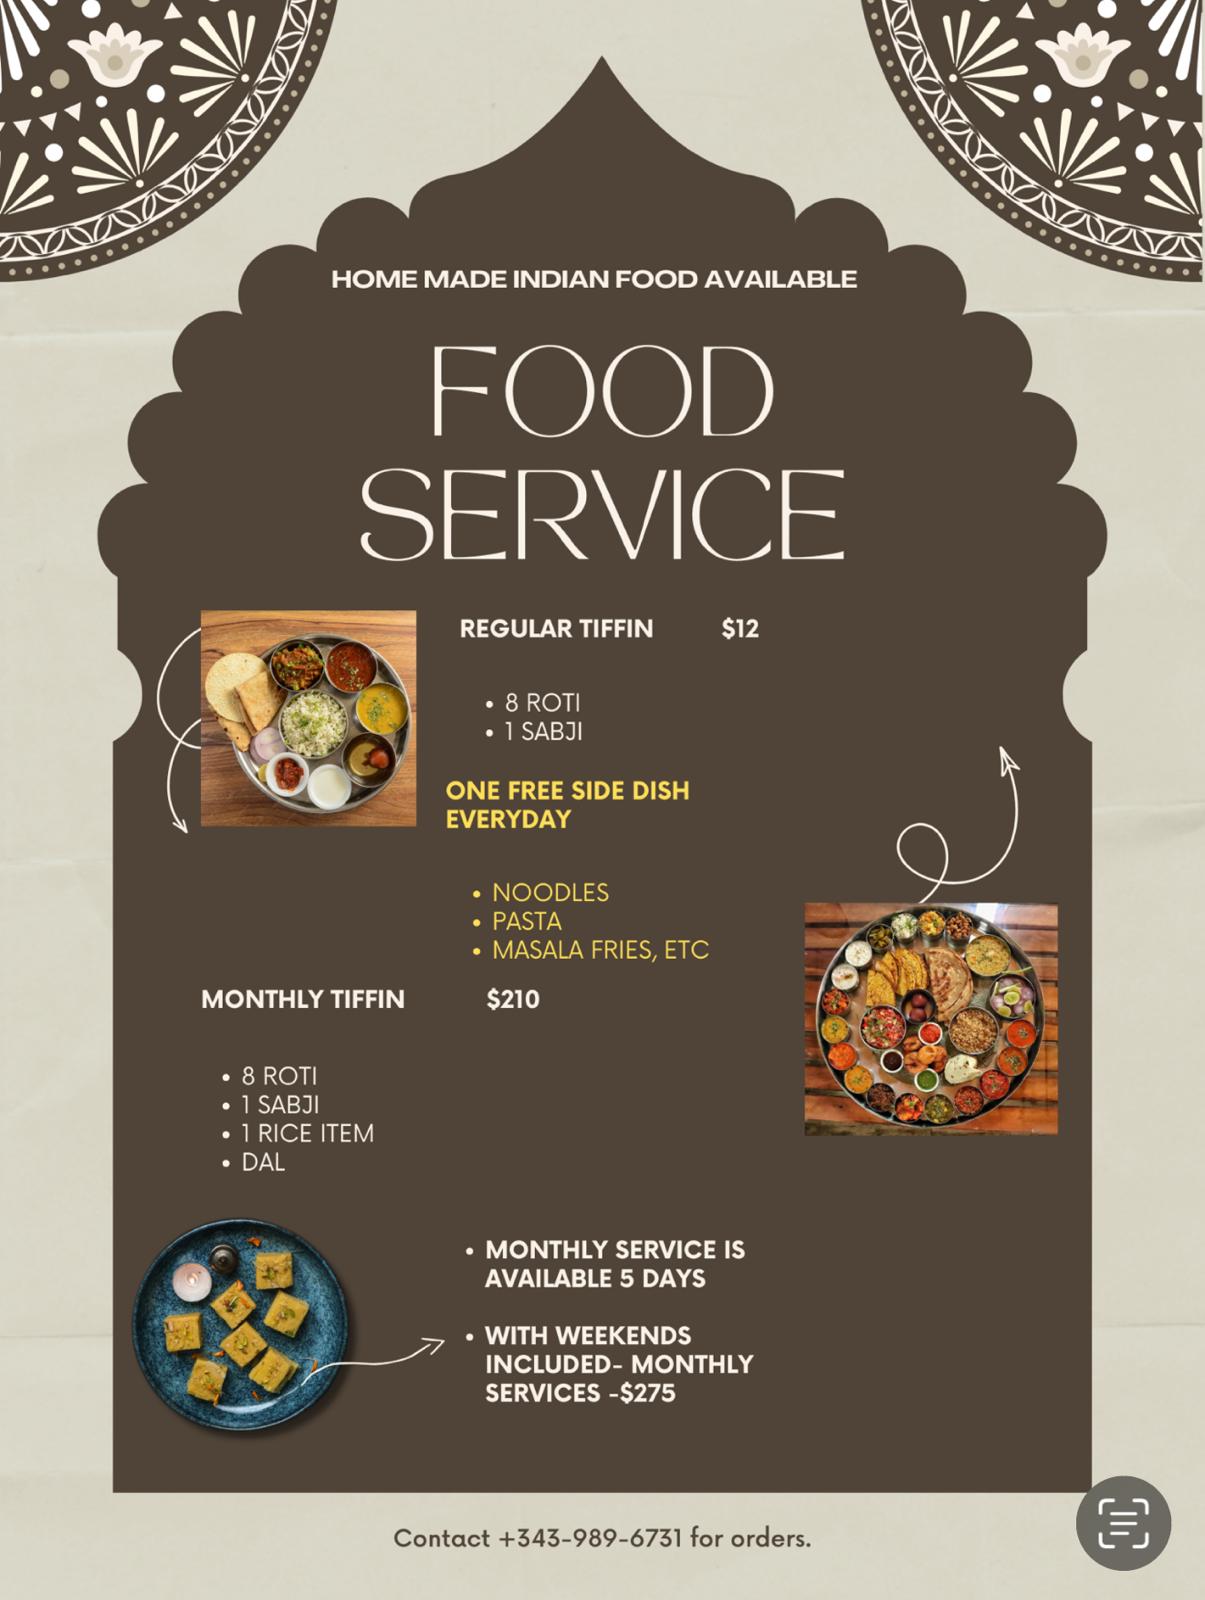 HOME MADE INDIAN FOOD AVAILABLE
FOOD
SERVICE
REGULAR TIFFIN $12
• 8 ROTI
• 1 SABJI
ONE FREE SIDE DISH
EVERYDAY
• NOODLES
• PASTA
• MASALA FRIES, ETC
MONTHLY TIFFIN $210
• 8 ROTI
• 1 SABJI
• 1 RICE ITEM
• DAL
• MONTHLY SERVICE IS
AVAILABLE 5 DAYS
• WITH WEEKENDS
INCLUDED- MONTHLY
SERVICES -$275
Contact +343-989-6731 for orders.